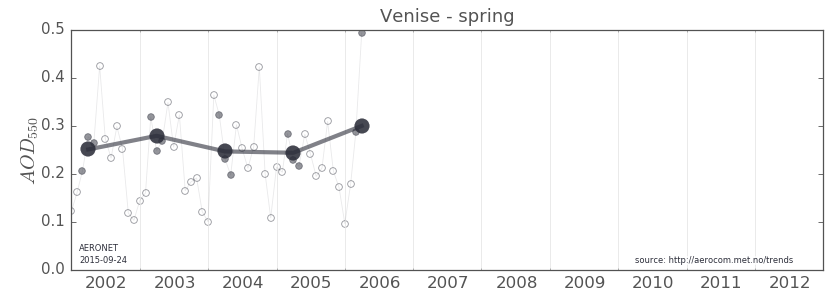 Venise - spring
0.5
0.4
0.3
0.2
0.1
0.0
AOD550
AERONET
2015-09-24
source: http://aerocom.met.no/trends
2002 2003 2004 2005 2006 2007 2008 2009 2010 2011 2012